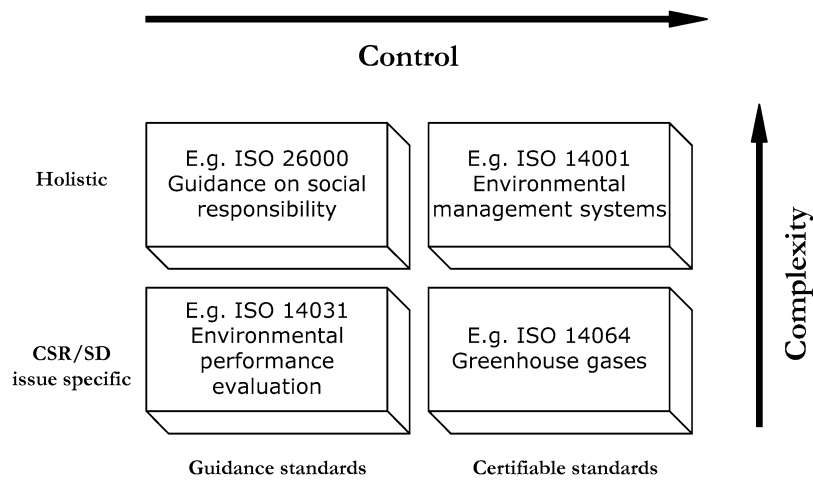 Control
Holistic
E.g. ISO 26000
Guidance on social
responsibility
E.g. ISO 14001
Environmental
management systems
Complexity
CSR/SD
issue specific
E.g. ISO 14031
Environmental
performance
evaluation
E.g. ISO 14064
Greenhouse gases
Guidance standards
Certifiable standards